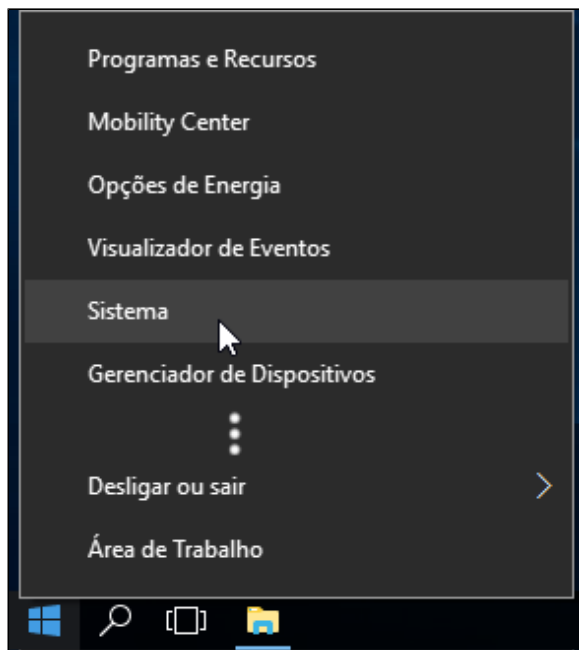 Programas e Recursos
Mobility Center
Opções de Energia
Visualizador de Eventos
Sistema
Gerenciador de Dispositivos
Desligar ou sair
Área de Trabalho